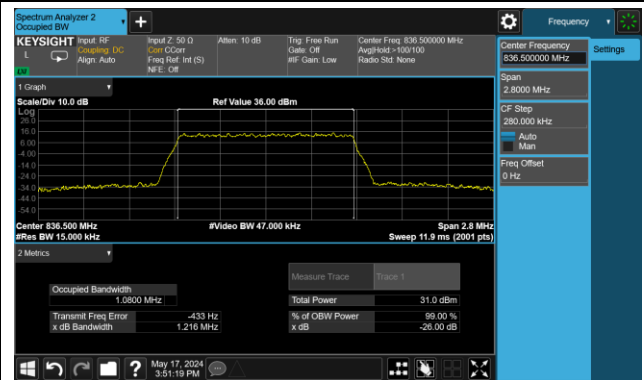 Spectrum Analyzer 2
Occupied BW
Frequency
KEYSIGHT
L
LXI
Input: RF
Coupling: DC
Align: Auto
Input Z: 50 Ω
Corr CCorr
Freq Ref: Int (S)
NFE: Off
Atten: 10 dB
Trig: Free Run
Gate: Off
#IF Gain: Low
Center Freq: 836.500000 MHz
Avg|Hold:>100/100
Radio Std: None
Center Frequency
836.500000 MHz
Settings
Span
2.8000 MHz
CF Step
280.000 kHz
Auto
Man
Freq Offset
0 Hz
1 Graph
Scale/Div 10.0 dB
Ref Value 36.00 dBm
Log
26.0
16.0
6.00
-4.00
-14.0
-24.0
-34.0
-44.0
-54.0
Center 836.500 MHz
#Video BW 47.000 kHz
Span 2.8 MHz
#Res BW 15.000 kHz
Sweep 11.9 ms (2001 pts)
2 Metrics
Measure Trace
Trace 1
Occupied Bandwidth
1.0800 MHz
Total Power
31.0 dBm
Transmit Freq Error
-433 Hz
% of OBW Power
99.00 %
x dB Bandwidth
1.216 MHz
x dB
-26.00 dB
May 17, 2024
3:51:19 PM